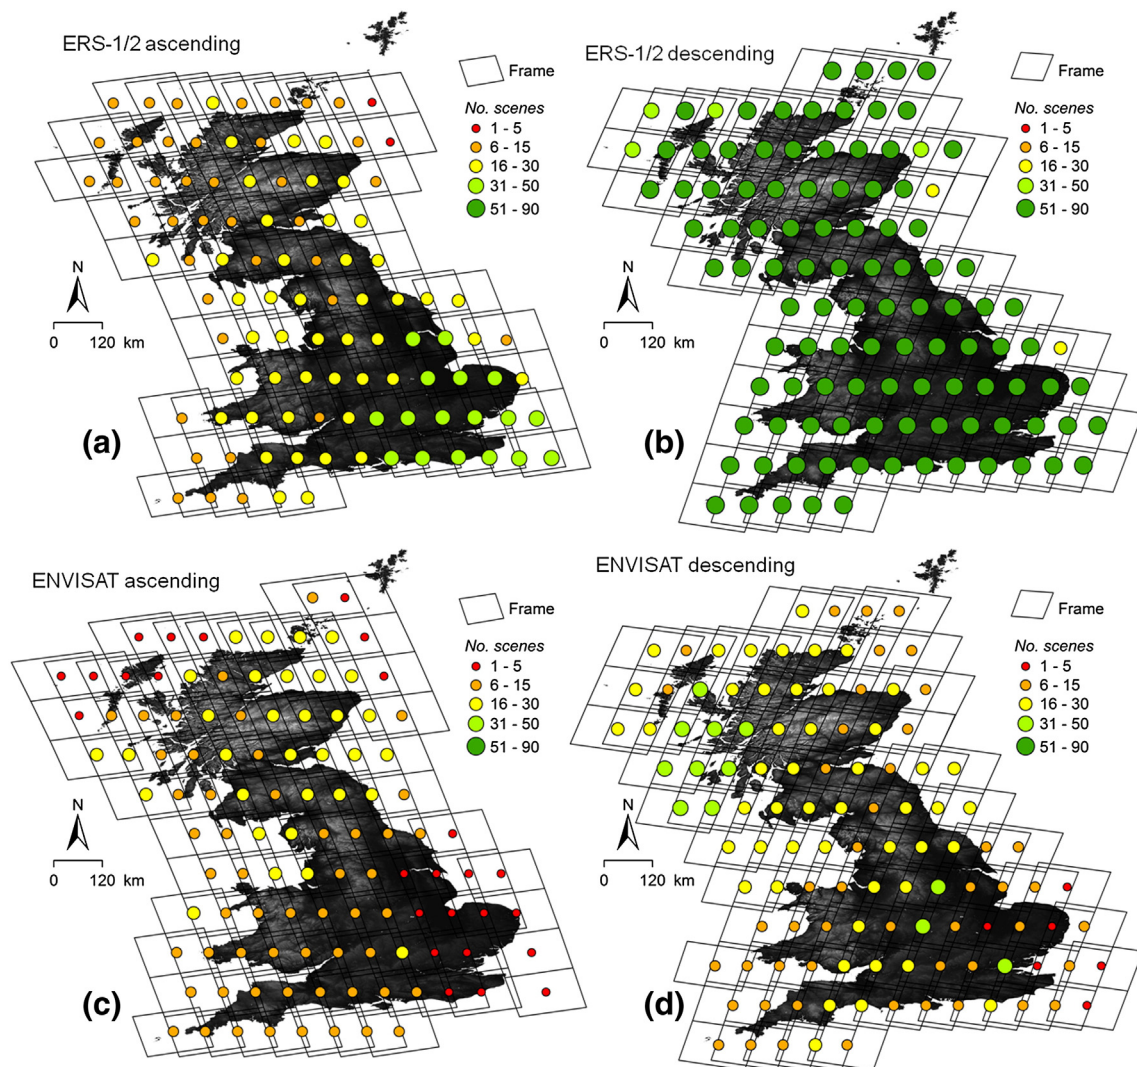 ERS-1/2 ascending
Frame
No. scenes
1 - 5
6 - 15
16 - 30
31 - 50
51 - 90
N
0 120 km
(a)
ERS-1/2 descending
Frame
No. scenes
1 - 5
6 - 15
16 - 30
31 - 50
51 - 90
N
0 120 km
(b)
ENVISAT ascending
Frame
No. scenes
1 - 5
6 - 15
16 - 30
31 - 50
51 - 90
N
0 120 km
(c)
ENVISAT descending
Frame
No. scenes
1 - 5
6 - 15
16 - 30
31 - 50
51 - 90
N
0 120 km
(d)